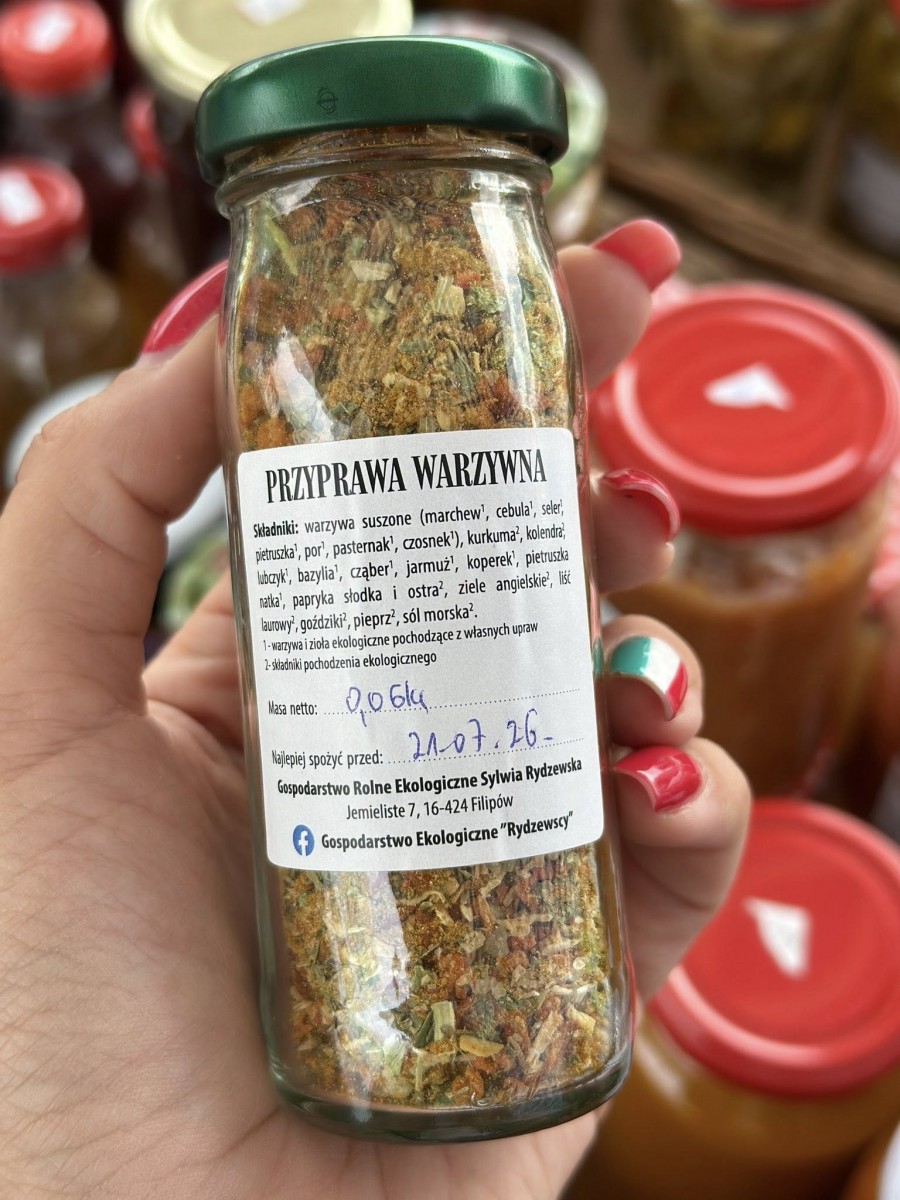 PRZYPRAWA WARZYWNA
Składniki: warzywa suszone (marchew¹, cebula¹, seler¹,
pietruszka¹, por¹, pasternak¹, czosnek¹), kurkuma², kolendra²,
lubczyk¹, bazylia¹, cząber¹, jarmuż¹, koperek¹, pietruszka
natka¹, papryka słodka i ostra², ziele angielskie², liść
laurowy², goździki², pieprz², sól morska².
1 - warzywa i zioła ekologiczne pochodzące z własnych upraw
2- składniki pochodzenia ekologicznego
Masa netto: 0,06kg
Najlepiej spożyć przed: 21.07.26
Gospodarstwo Rolne Ekologiczne Sylwia Rydzewska
Jemieliste 7, 16-424 Filipów
Gospodarstwo Ekologiczne "Rydzewscy"